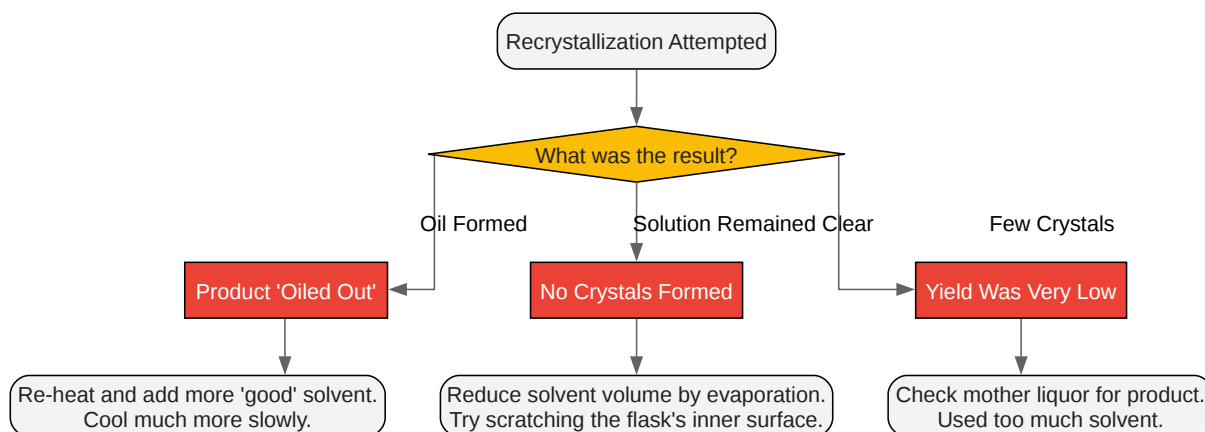 Recrystallization Attempted
What was the result?
Oil Formed
Solution Remained Clear
Few Crystals
Product 'Oiled Out'
No Crystals Formed
Yield Was Very Low
Re-heat and add more 'good' solvent.
Cool much more slowly.
Reduce solvent volume by evaporation.
Try scratching the flask's inner surface.
Check mother liquor for product.
Used too much solvent.